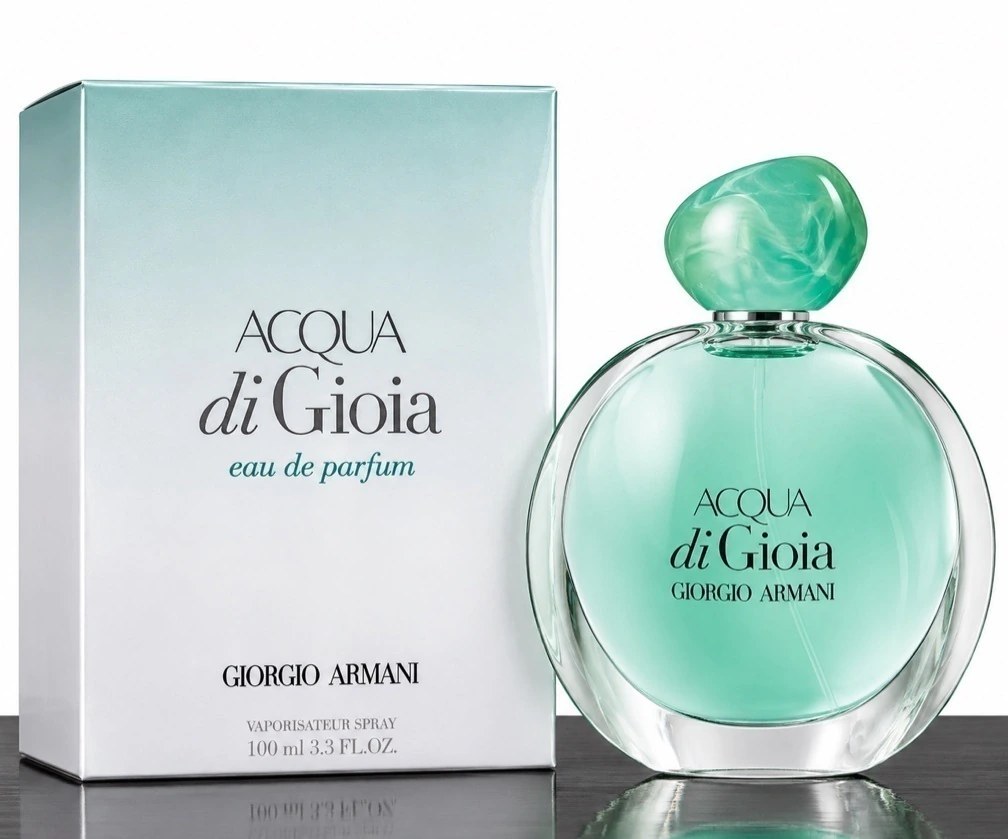 ACQUA
di Gioia
eau de parfum
GIORGIO ARMANI
VAPORISATEUR SPRAY
100 ml 3.3 FL.OZ.
ACQUA
di Gioia
GIORGIO ARMANI